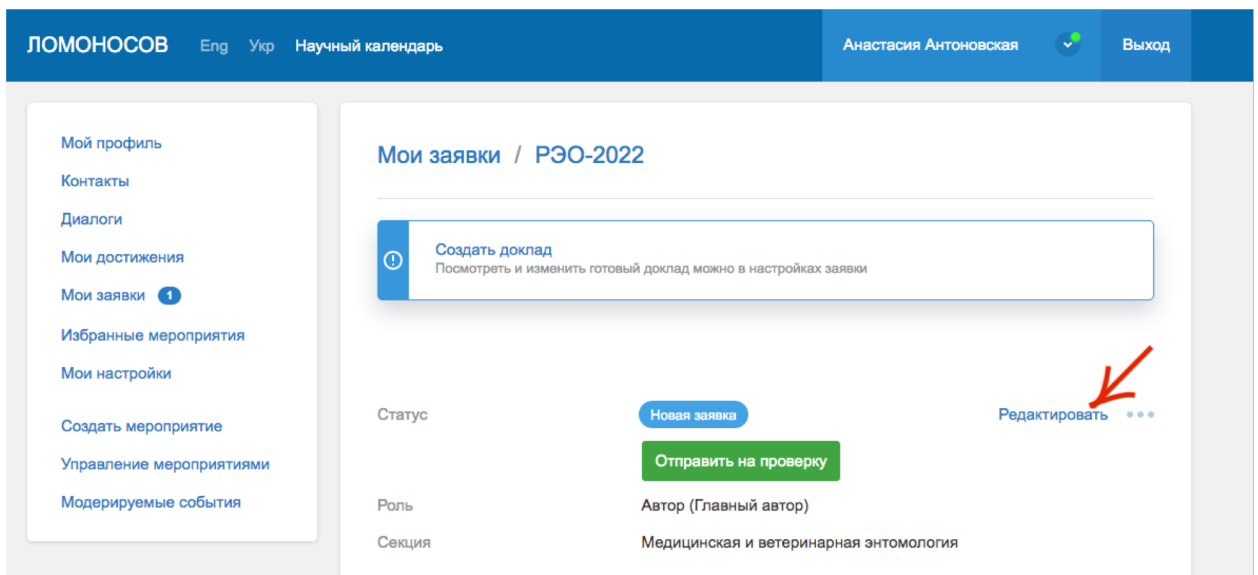 ЛОМОНОСОВ Eng Укр Научный календарь Анастасия Антоновская Выход
Мой профиль
Контакты
Диалоги
Мои достижения
Мои заявки 1
Избранные мероприятия
Мои настройки
Создать мероприятие
Управление мероприятиями
Модерируемые события
Мои заявки / РЭО-2022
Создать доклад
Посмотреть и изменить готовый доклад можно в настройках заявки
Статус Новая заявка Редактировать
Отправить на проверку
Роль Автор (Главный автор)
Секция Медицинская и ветеринарная энтомология